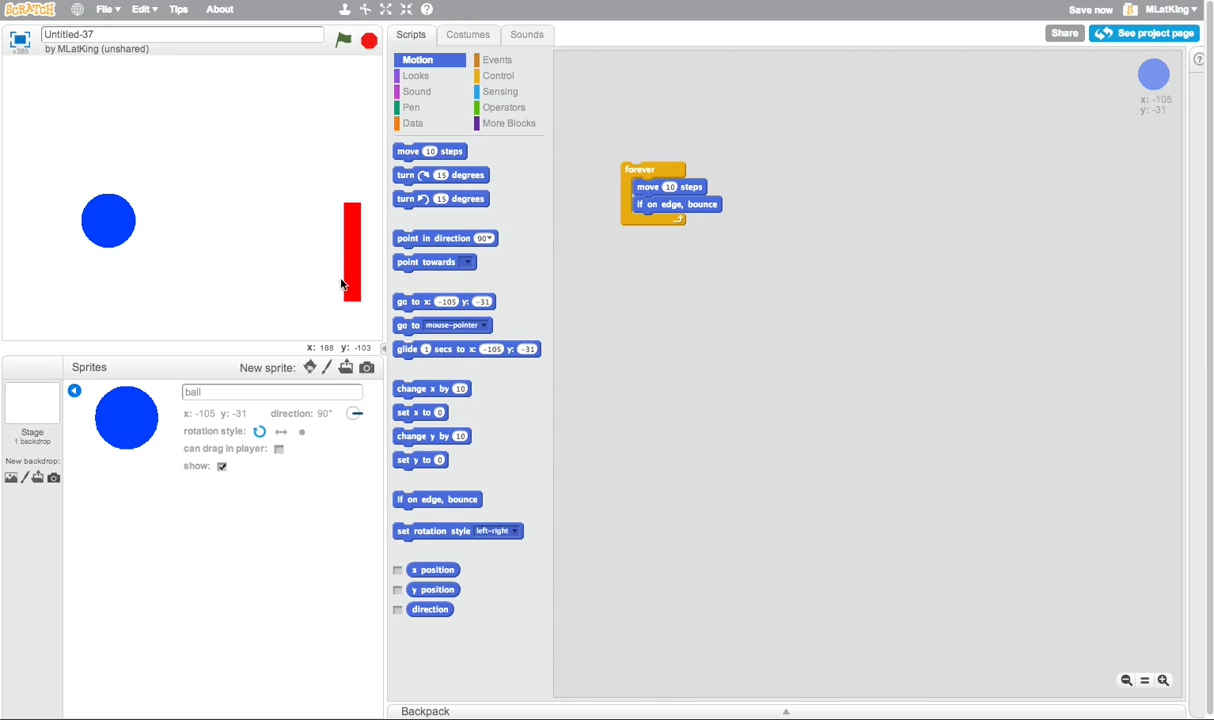 SCRATCH File▼ Edit▼ Tips About Save now MLatKing▼
Untitled-37
by MLatKing (unshared)
v385
Scripts Costumes Sounds
Share See project page
Motion Events
Looks Control
Sound Sensing
Pen Operators
Data More Blocks
x: -105
y: -31
move 10 steps
turn 15 degrees
turn 15 degrees
point in direction 90▼
point towards
go to x: -105 y: -31
go to mouse-pointer
glide 1 secs to x: -105 y: -31
change x by 10
set x to 0
change y by 10
set y to 0
if on edge, bounce
set rotation style left-right
x position
y position
direction
forever
move 10 steps
if on edge, bounce
x: 188 y: -103
Sprites New sprite:
ball
x: -105 y: -31 direction: 90°
rotation style:
can drag in player:
show:
Stage
1 backdrop
New backdrop:
Backpack